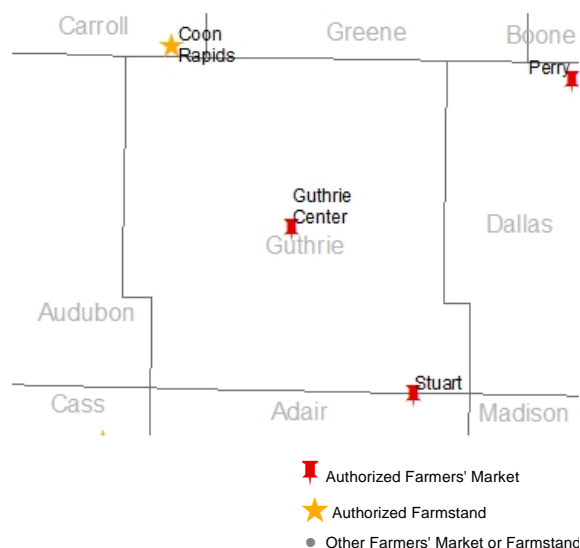 Carroll
Coon
Rapids
Greene
Boone
Perry
Guthrie
Center
Guthrie
Dallas
Audubon
Stuart
Cass
Adair
Madison
Authorized Farmers' Market
Authorized Farmstand
Other Farmers' Market or Farmstand